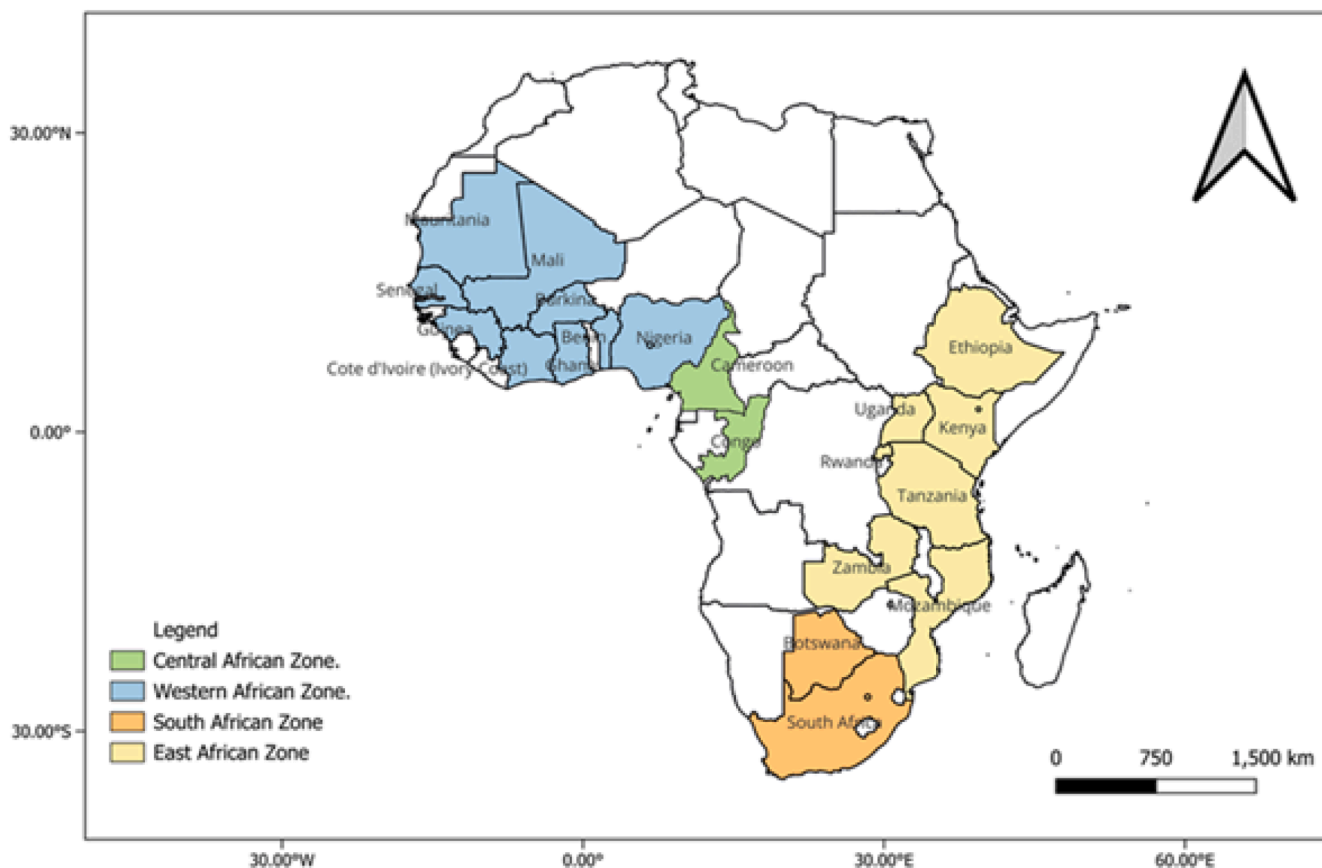 30.00°N
Mauritania
Mali
Senegal
Burkina
Guinea
Benin
Nigeria
Ethiopia
Cote d'Ivoire (Ivory Coast)
Ghana
Cameroon
Uganda
0.00°
Kenya
Congo
Rwanda
Tanzania
Zambia
Mozambique
Legend
Botswana
Central African Zone.
Western African Zone.
South African Zone
South Africa
30.00°S
East African Zone
0 750 1,500 km
30.00°W 0.00° 30.00°E 60.00°E